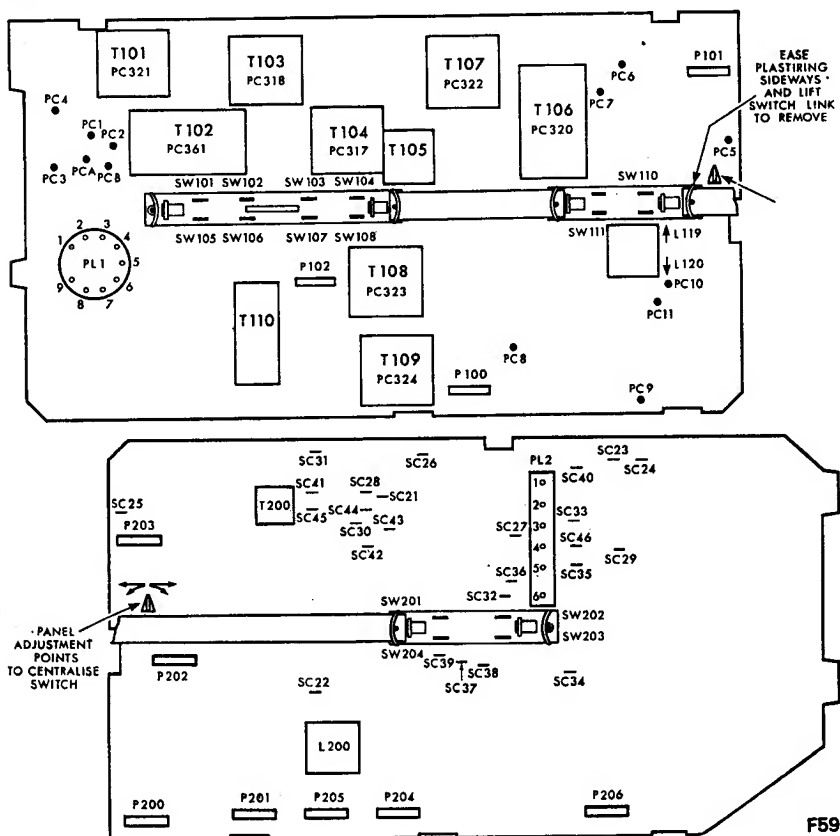 T101
PC321
T103
PC318
T107
PC322
P101
EASE
PLASTIRING
SIDEWAYS
AND LIFT
SWITCH LINK
TO REMOVE
PC6
PC7
PC4
PC1
PC2
T102
PC361
T104
PC317
T105
T106
PC320
PC5
PC3
PCA
PCB
SW101
SW102
SW103
SW104
SW110
SW105
SW106
SW107
SW108
SW111
L119
L120
1
2
3
4
5
6
7
8
9
PL1
P102
T108
PC323
PC10
PC11
T110
T109
PC324
P100
PC8
PC9
SC31
SC26
PL2
SC23
SC24
SC40
SC41
SC28
SC21
1
SC25
T200
SC45
SC44
SC30
SC43
2
SC33
P203
SC27
3
SC46
SC42
4
SC29
SC36
5
SC35
SC32
6
SW201
SW202
SW203
SW204
PANEL
ADJUSTMENT
POINTS
TO CENTRALISE
SWITCH
P202
SC39
SC37
SC38
SC34
SC22
L200
P200
P201
P205
P204
P206
F59